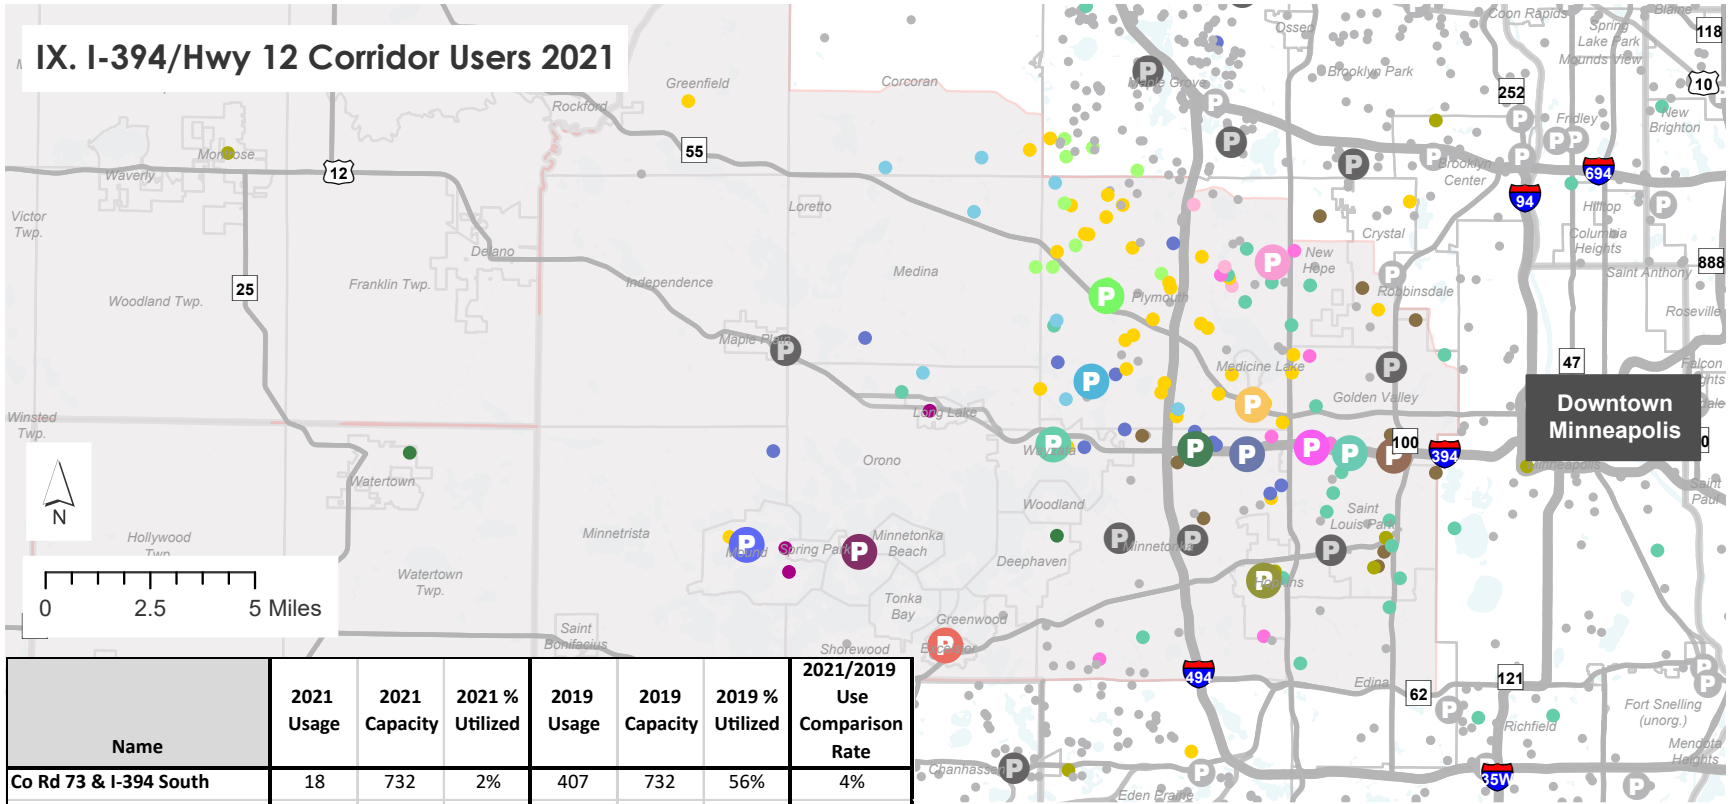 IX. I-394/Hwy 12 Corridor Users 2021
Greenfield
Corcoran
Rockford
Maple Grove
Osseo
Brooklyn Park
Coon Rapids
Spring
Lake Park
Mounds View
Blaine
118
10
252
Fridley
New
Brighton
Brooklyn
Center
694
94
Montrose
Waverly
12
55
Victor
Twp.
Loretto
Hilltop
Columbia
Heights
Crystal
888
Saint Anthony
Delano
25
Woodland Twp.
Franklin Twp.
Independence
Medina
Plymouth
New
Hope
Robbinsdale
Roseville
Maple Plain
Medicine Lake
47
Falcon
Golden Valley
Downtown
Minneapolis
Winsted
Twp.
Long Lake
Wayzata
100
394
Minneapolis
Orono
Watertown
Saint
Paul
N
Hollywood
Twp.
Minnetrista
Woodland
Saint
Louis Park
Mound
Spring Park
Minnetonka
Beach
Minnetonka
Deephaven
Hopkins
Watertown
Twp.
0 2.5 5 Miles
Tonka
Bay
Greenwood
Saint
Bonifacius
Shorewood
Excelsior
494
Edina
62
121
Richfield
Fort Snelling
(unorg.)
Mendota
Heights
Chanhassen
Eden Prairie
35W
Name
2021 Usage
2021 Capacity
2021 % Utilized
2019 Usage
2019 Capacity
2019 % Utilized
2021/2019 Use Comparison Rate
Co Rd 73 & I-394 South 18 732 2% 407 732 56% 4%